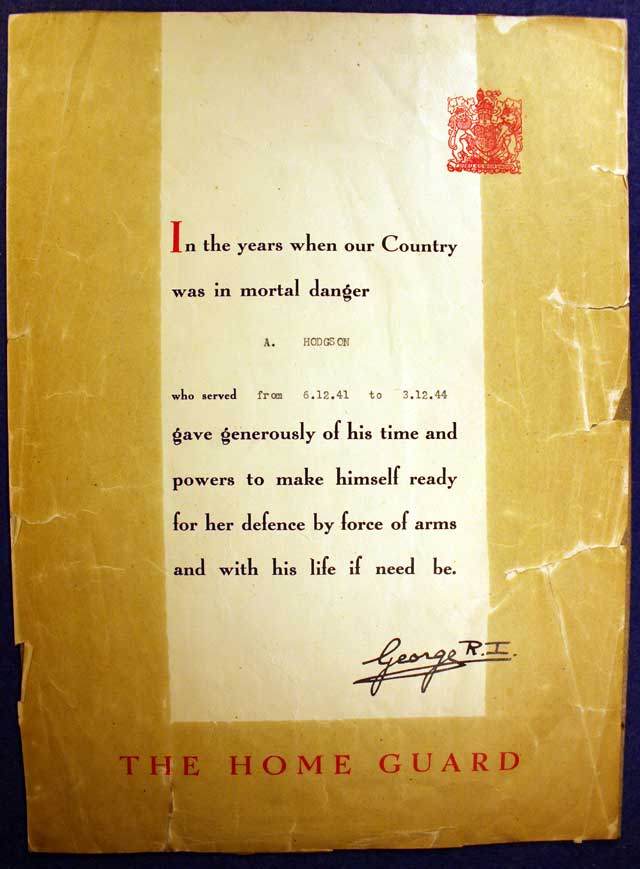 In the years when our Country
was in mortal danger
A. HODGSON
who served from 6.12.41 to 3.12.44
gave generously of his time and
powers to make himself ready
for her defence by force of arms
and with his life if need be.
George R.I.
THE HOME GUARD